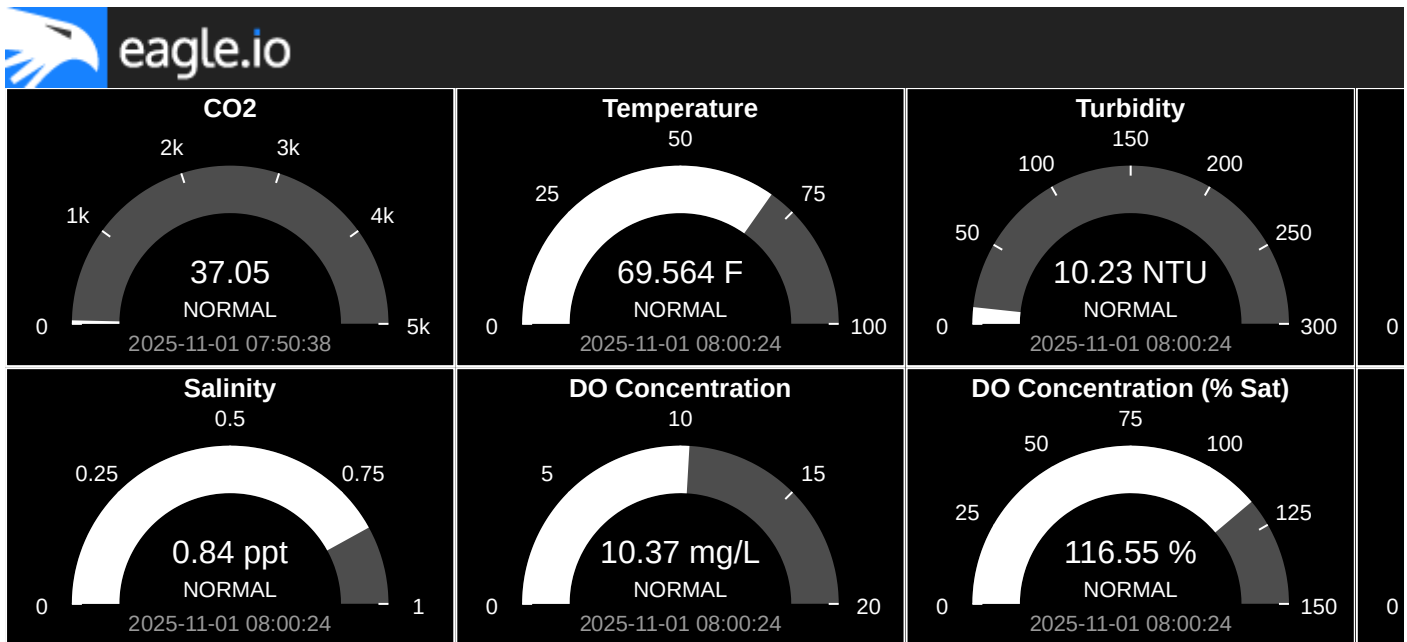 eagle.io
CO2
2k 3k
1k 4k
37.05
NORMAL
0 5k
2025-11-01 07:50:38
Temperature
50
25 75
69.564 F
NORMAL
0 100
2025-11-01 08:00:24
Turbidity
150
100 200
50 250
10.23 NTU
NORMAL
0 300
2025-11-01 08:00:24
0
Salinity
0.5
0.25 0.75
0.84 ppt
NORMAL
0 1
2025-11-01 08:00:24
DO Concentration
10
5 15
10.37 mg/L
NORMAL
0 20
2025-11-01 08:00:24
DO Concentration (% Sat)
75
50 100
25 125
116.55 %
NORMAL
0 150
2025-11-01 08:00:24
0